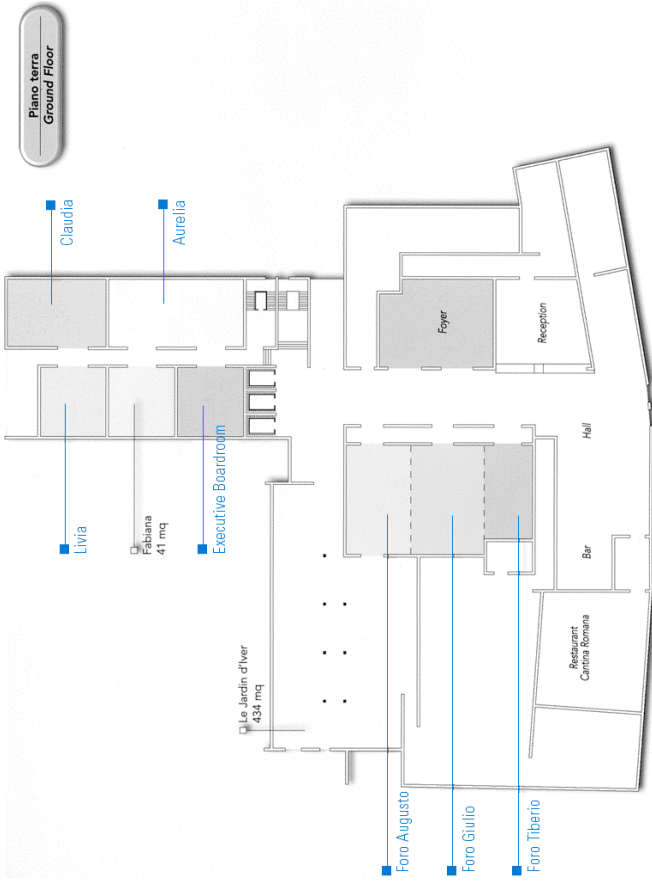 Piano terra
Ground Floor
Claudia
Aurelia
Foyer
Reception
Hall
Livia
Fabiana
41 mq
Executive Boardroom
Bar
Restaurant
Cantina Romana
Le Jardin d'Iver
434 mq
Foro Augusto
Foro Giulio
Foro Tiberio